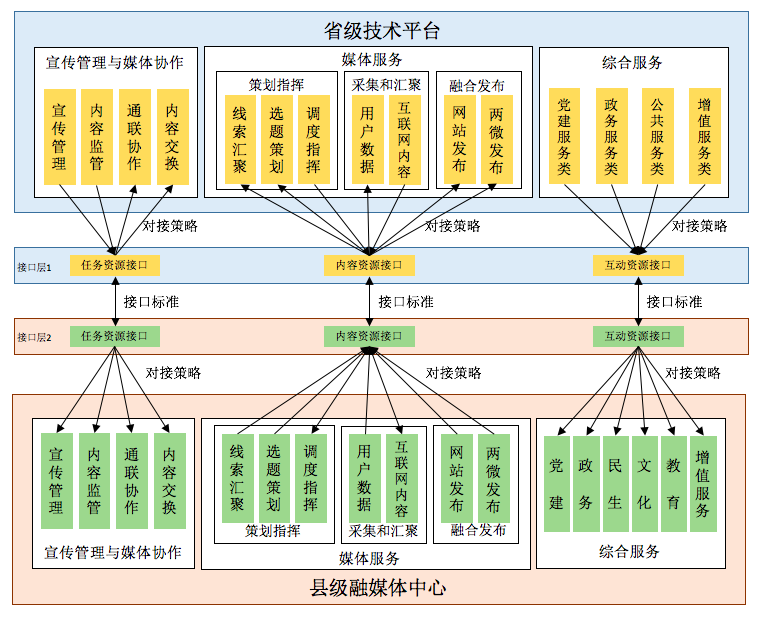 省级技术平台
宣传管理与媒体协作
宣传管理
内容监管
通联协作
内容交换
媒体服务
策划指挥
线索汇聚
选题策划
调度指挥
采集和汇聚
用户数据
互联网内容
融合发布
网站发布
两微发布
综合服务
党建服务类
政务服务类
公共服务类
增值服务类
对接策略
对接策略
对接策略
接口层1
任务资源接口
内容资源接口
互动资源接口
接口标准
接口标准
接口标准
接口层2
任务资源接口
内容资源接口
互动资源接口
对接策略
对接策略
对接策略
宣传管理
内容监管
通联协作
内容交换
宣传管理与媒体协作
线索汇聚
选题策划
调度指挥
策划指挥
用户数据
互联网内容
采集和汇聚
网站发布
两微发布
融合发布
媒体服务
党建
政务
民生
文化
教育
增值服务
综合服务
县级融媒体中心